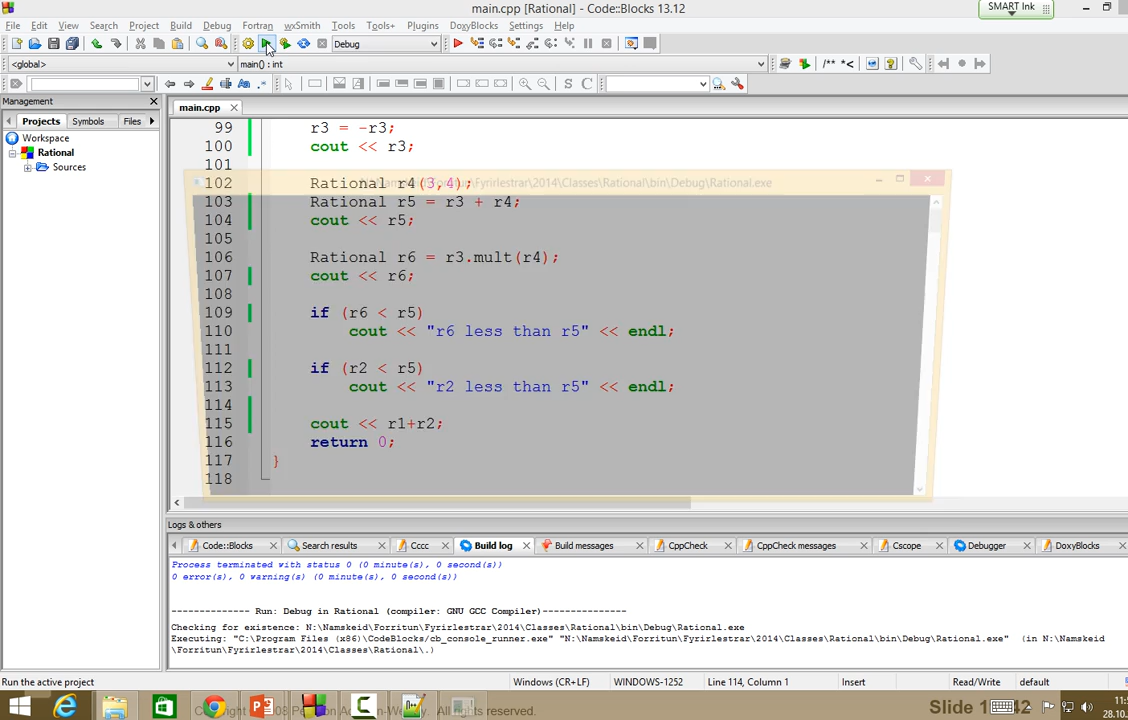 main.cpp [Rational] - Code::Blocks 13.12
SMART Ink
File Edit View Search Project Build Debug Fortran wxSmith Tools Tools+ Plugins DoxyBlocks Settings Help
Debug
<global> main() : int
/** *<
S C
Management
main.cpp
Projects Symbols Files
Workspace
Rational
Sources
99 r3 = -r3;
100 cout << r3;
101
102 Rational r4(3,4);
N:\Namskeid\Forritun\Fyrirlestrar\2014\Classes\Rational\bin\Debug\Rational.exe
103 Rational r5 = r3 + r4;
104 cout << r5;
105
106 Rational r6 = r3.mult(r4);
107 cout << r6;
108
109 if (r6 < r5)
110 cout << "r6 less than r5" << endl;
111
112 if (r2 < r5)
113 cout << "r2 less than r5" << endl;
114
115 cout << r1+r2;
116 return 0;
117 }
118
Logs & others
Code::Blocks Search results Cccc Build log Build messages CppCheck CppCheck messages Cscope Debugger DoxyBlocks
Process terminated with status 0 (0 minute(s), 0 second(s))
0 error(s), 0 warning(s) (0 minute(s), 0 second(s))
-------------- Run: Debug in Rational (compiler: GNU GCC Compiler)---------------
Checking for existence: N:\Namskeid\Forritun\Fyrirlestrar\2014\Classes\Rational\bin\Debug\Rational.exe
Executing: "C:\Program Files (x86)\CodeBlocks/cb_console_runner.exe" "N:\Namskeid\Forritun\Fyrirlestrar\2014\Classes\Rational\bin\Debug\Rational.exe" (in N:\Namskeid
\Forritun\Fyrirlestrar\2014\Classes\Rational\.)
Run the active project Windows (CR+LF) WINDOWS-1252 Line 114, Column 1 Insert Read/Write default
28.10.